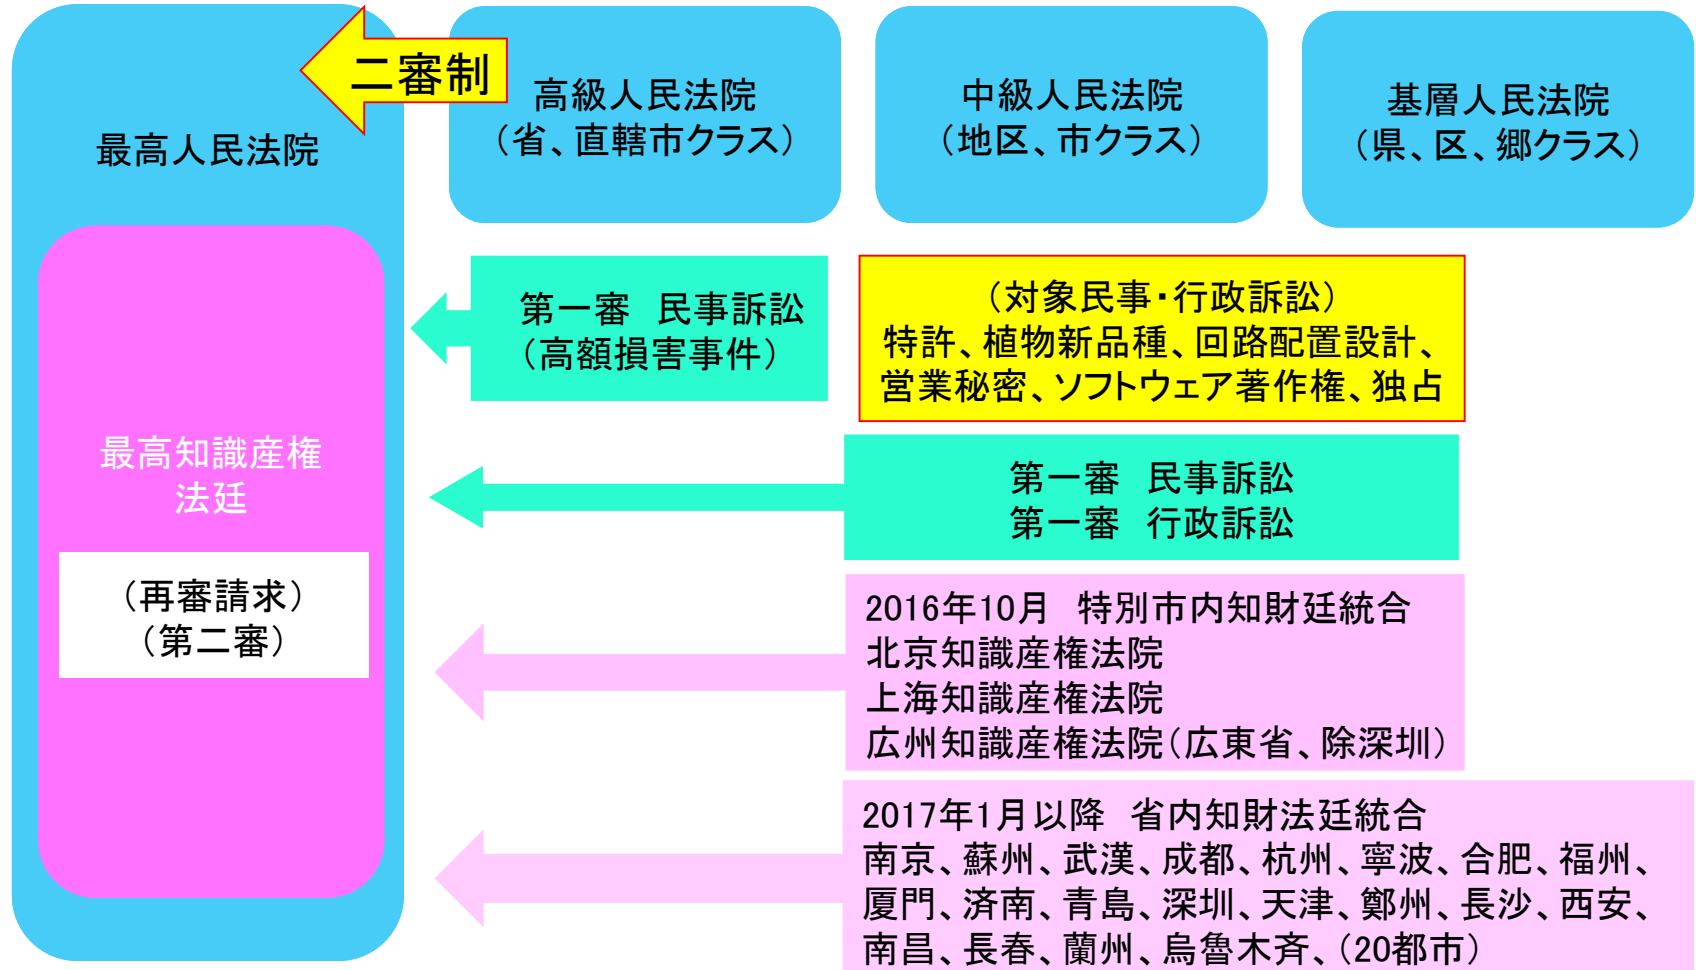 二審制
最高人民法院
高級人民法院
（省、直轄市クラス）
中級人民法院
（地区、市クラス）
基層人民法院
（県、区、郷クラス）
最高知識産権
法廷
（再審請求）
（第二審）
第一審　民事訴訟
（高額損害事件）
（対象民事・行政訴訟）
特許、植物新品種、回路配置設計、
営業秘密、ソフトウェア著作権、独占
第一審　民事訴訟
第一審　行政訴訟
2016年10月　特別市内知財廷統合
北京知識産権法院
上海知識産権法院
広州知識産権法院（広東省、除深圳）
2017年1月以降　省内知財法廷統合
南京、蘇州、武漢、成都、杭州、寧波、合肥、福州、
厦門、済南、青島、深圳、天津、鄭州、長沙、西安、
南昌、長春、蘭州、烏魯木斉、（20都市）